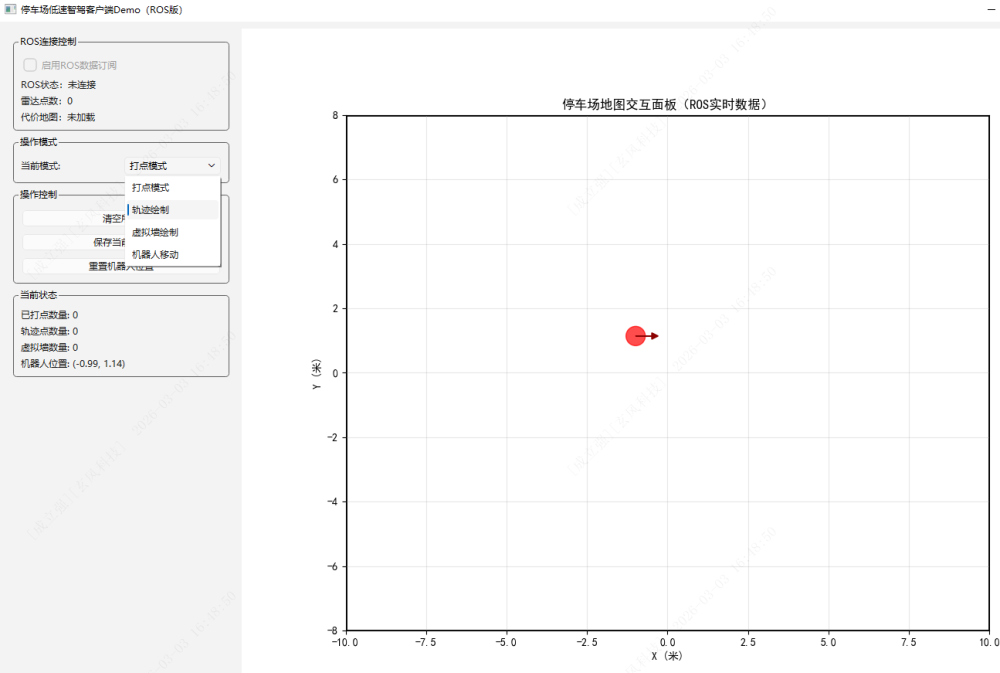 停车场低速智驾客户端Demo（ROS版）
ROS连接控制
启用ROS数据订阅
ROS状态：未连接
雷达点数：0
代价地图：未加载
操作模式
当前模式:
打点模式
打点模式
轨迹绘制
虚拟墙绘制
机器人移动
操作控制
清空
保存当前
重置机器人位置
当前状态
已打点数量: 0
轨迹点数量: 0
虚拟墙数量: 0
机器人位置: (-0.99, 1.14)
停车场地图交互面板（ROS实时数据）
8
6
4
2
0
−2
−4
−6
−8
Y（米）
−10.0 −7.5 −5.0 −2.5 0.0 2.5 5.0 7.5 10.0
X（米）